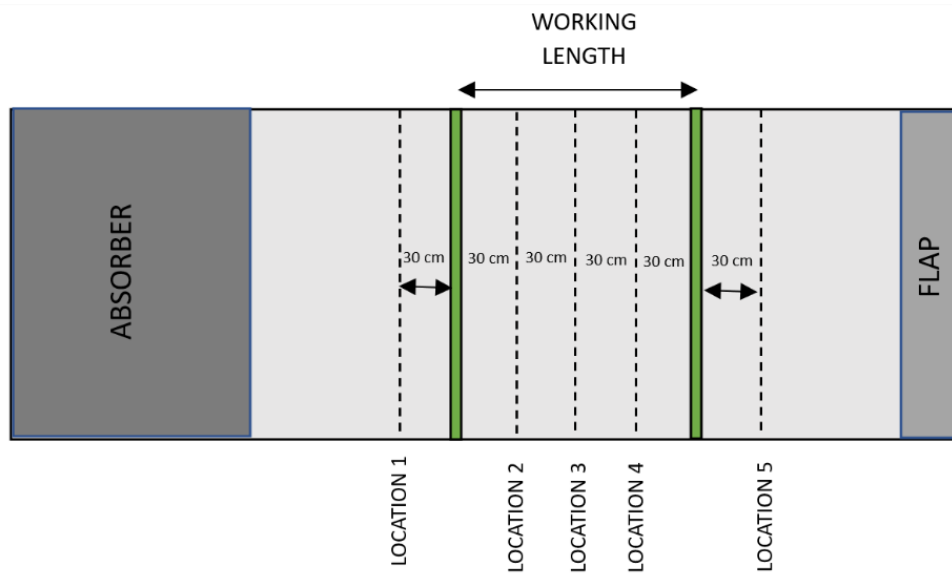 WORKING
LENGTH
ABSORBER
30 cm
30 cm
30 cm
30 cm
30 cm
30 cm
FLAP
LOCATION 1
LOCATION 2
LOCATION 3
LOCATION 4
LOCATION 5